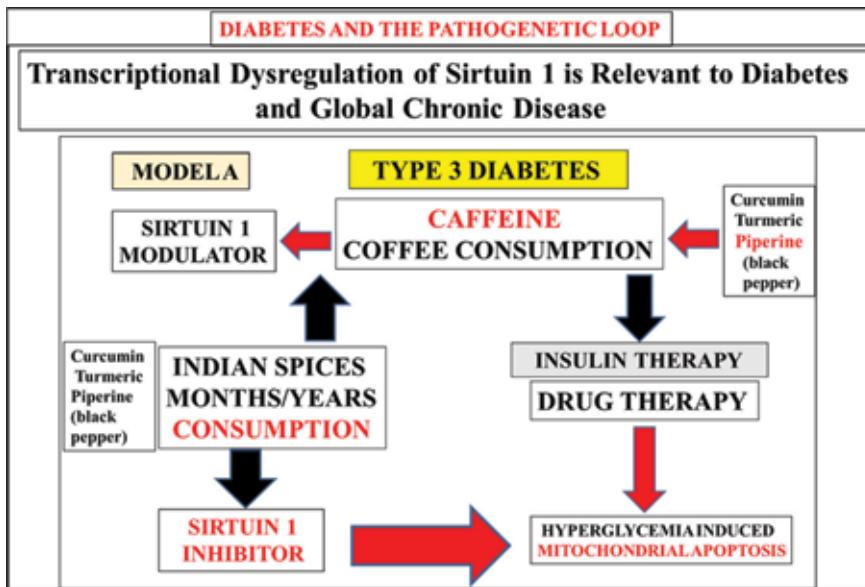 DIABETES AND THE PATHOGENETIC LOOP
Transcriptional Dysregulation of Sirtuin 1 is Relevant to Diabetes
and Global Chronic Disease
MODEL A
TYPE 3 DIABETES
SIRTUIN 1
MODULATOR
CAFFEINE
COFFEE CONSUMPTION
Curcumin
Turmeric
Piperine
(black
pepper)
Curcumin
Turmeric
Piperine
(black
pepper)
INDIAN SPICES
MONTHS/YEARS
CONSUMPTION
INSULIN THERAPY
DRUG THERAPY
SIRTUIN 1
INHIBITOR
HYPERGLYCEMIA INDUCED
MITOCHONDRIAL APOPTOSIS